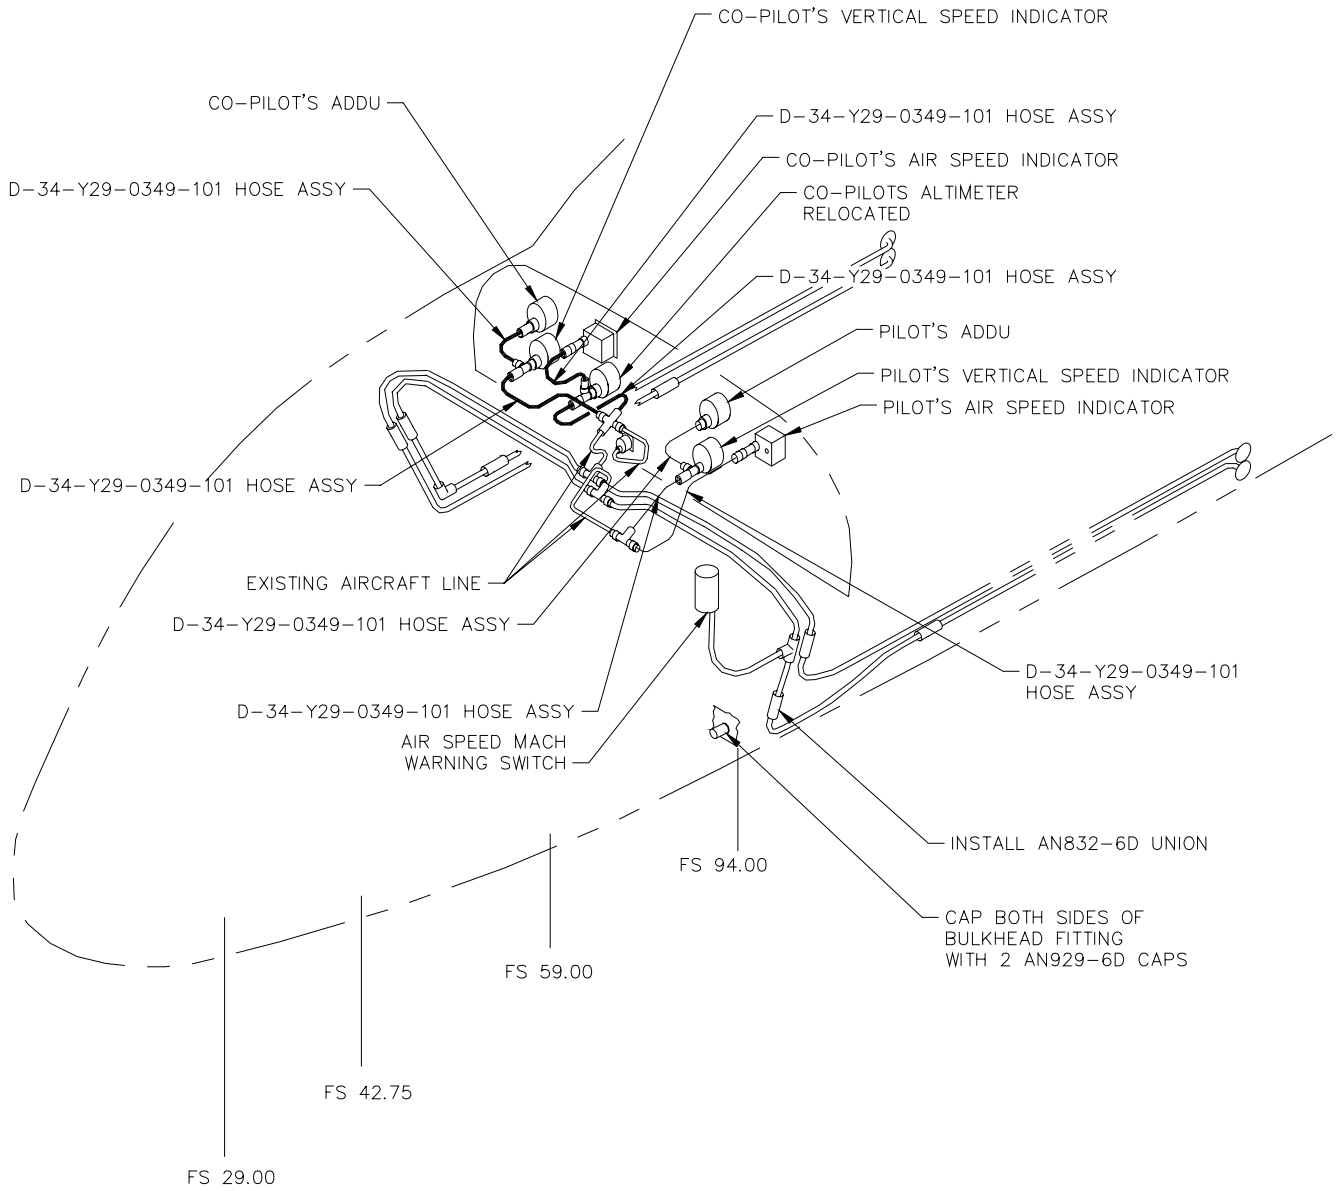 CO-PILOT'S VERTICAL SPEED INDICATOR
CO-PILOT'S ADDU
D-34-Y29-0349-101 HOSE ASSY
CO-PILOT'S AIR SPEED INDICATOR
D-34-Y29-0349-101 HOSE ASSY
CO-PILOTS ALTIMETER
RELOCATED
D-34-Y29-0349-101 HOSE ASSY
PILOT'S ADDU
PILOT'S VERTICAL SPEED INDICATOR
PILOT'S AIR SPEED INDICATOR
D-34-Y29-0349-101 HOSE ASSY
EXISTING AIRCRAFT LINE
D-34-Y29-0349-101 HOSE ASSY
D-34-Y29-0349-101
HOSE ASSY
D-34-Y29-0349-101 HOSE ASSY
AIR SPEED MACH
WARNING SWITCH
INSTALL AN832-6D UNION
FS 94.00
CAP BOTH SIDES OF
BULKHEAD FITTING
WITH 2 AN929-6D CAPS
FS 59.00
FS 42.75
FS 29.00